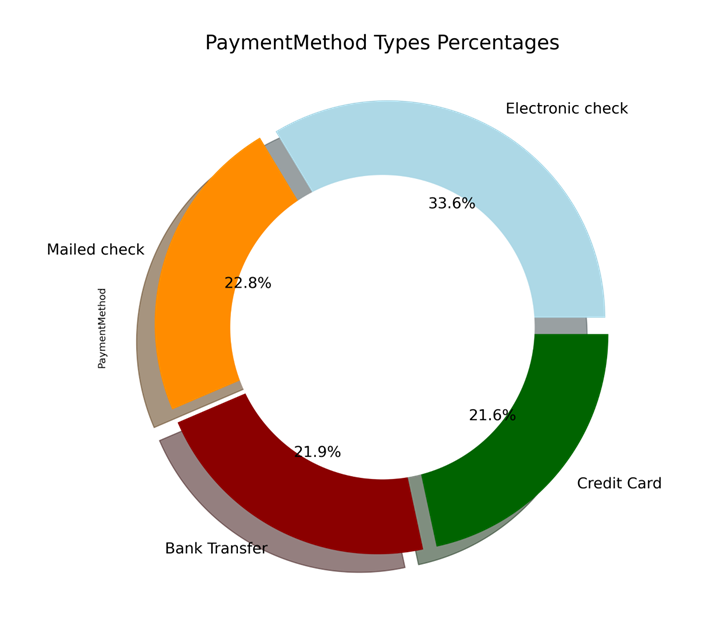 PaymentMethod Types Percentages
Electronic check
33.6%
Mailed check
22.8%
PaymentMethod
21.6%
21.9%
Credit Card
Bank Transfer